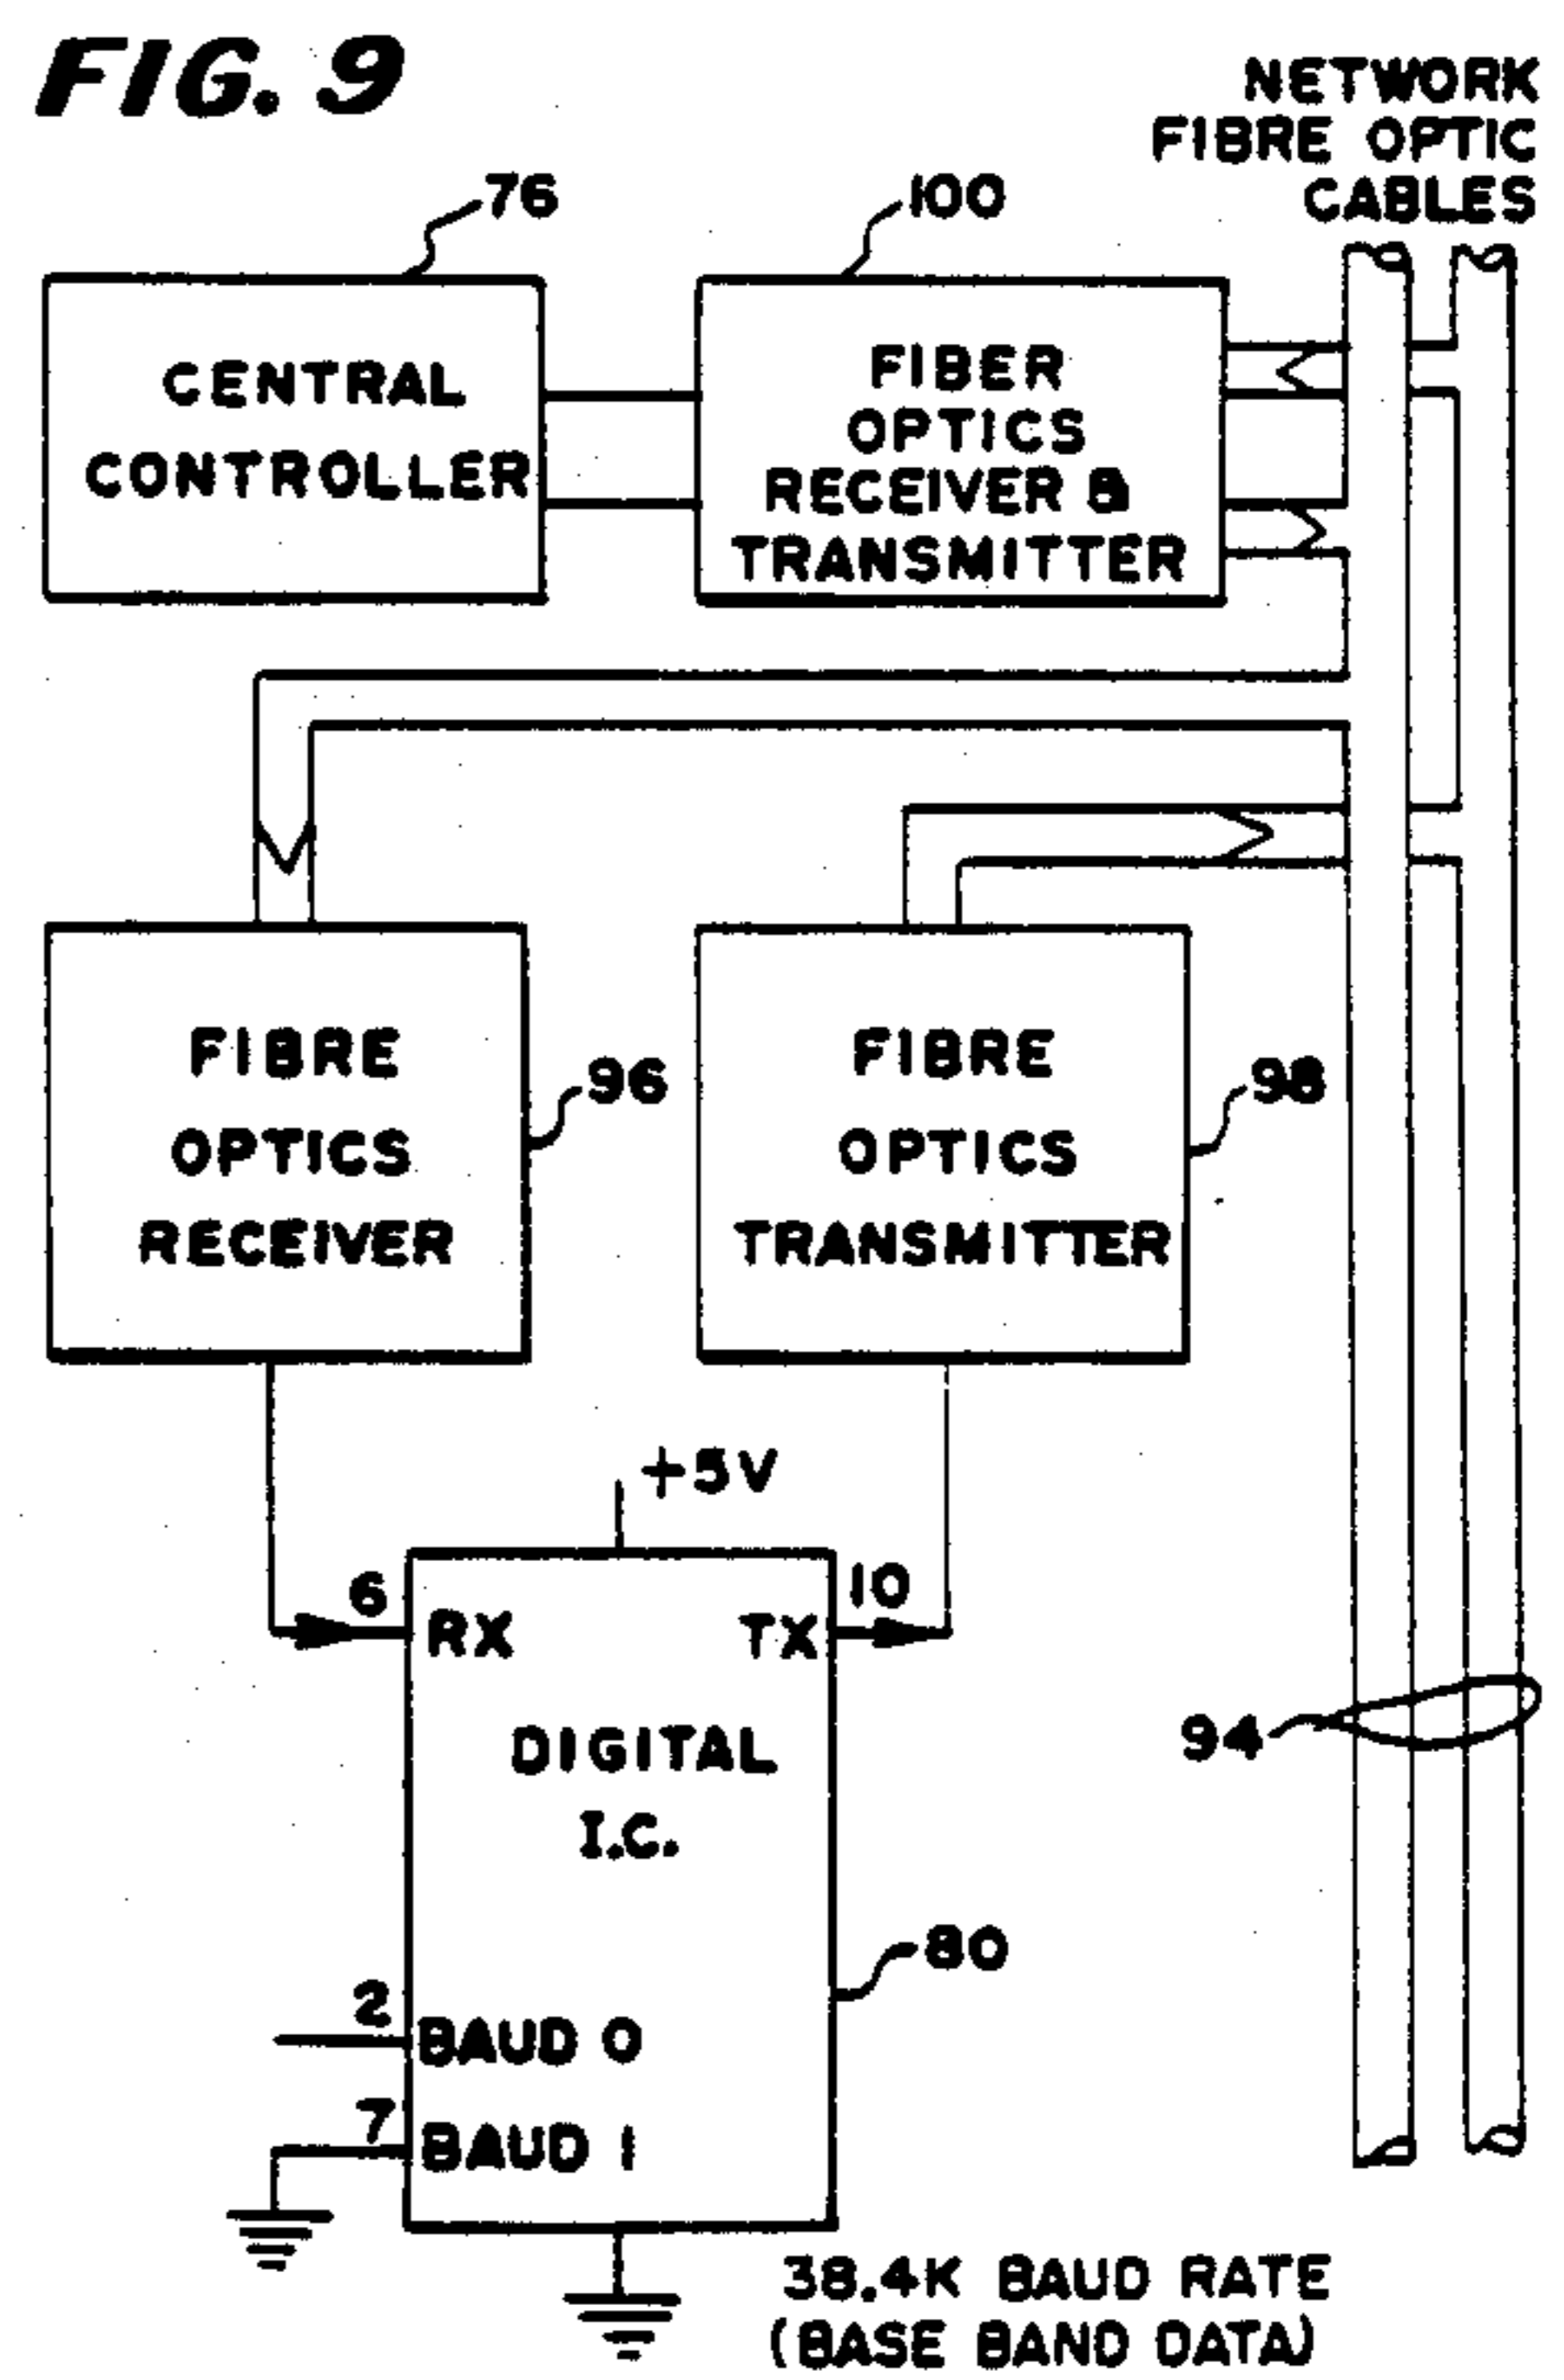 FIG. 9
NETWORK
FIBRE OPTIC
CABLES
76
100
CENTRAL
CONTROLLER
FIBER
OPTICS
RECEIVER &
TRANSMITTER
FIBRE
OPTICS
RECEIVER
96
FIBRE
OPTICS
TRANSMITTER
98
+5V
6
RX
TX
10
DIGITAL
I.C.
94
80
2
BAUD 0
7
BAUD 1
38.4K BAUD RATE
(BASE BAND DATA)